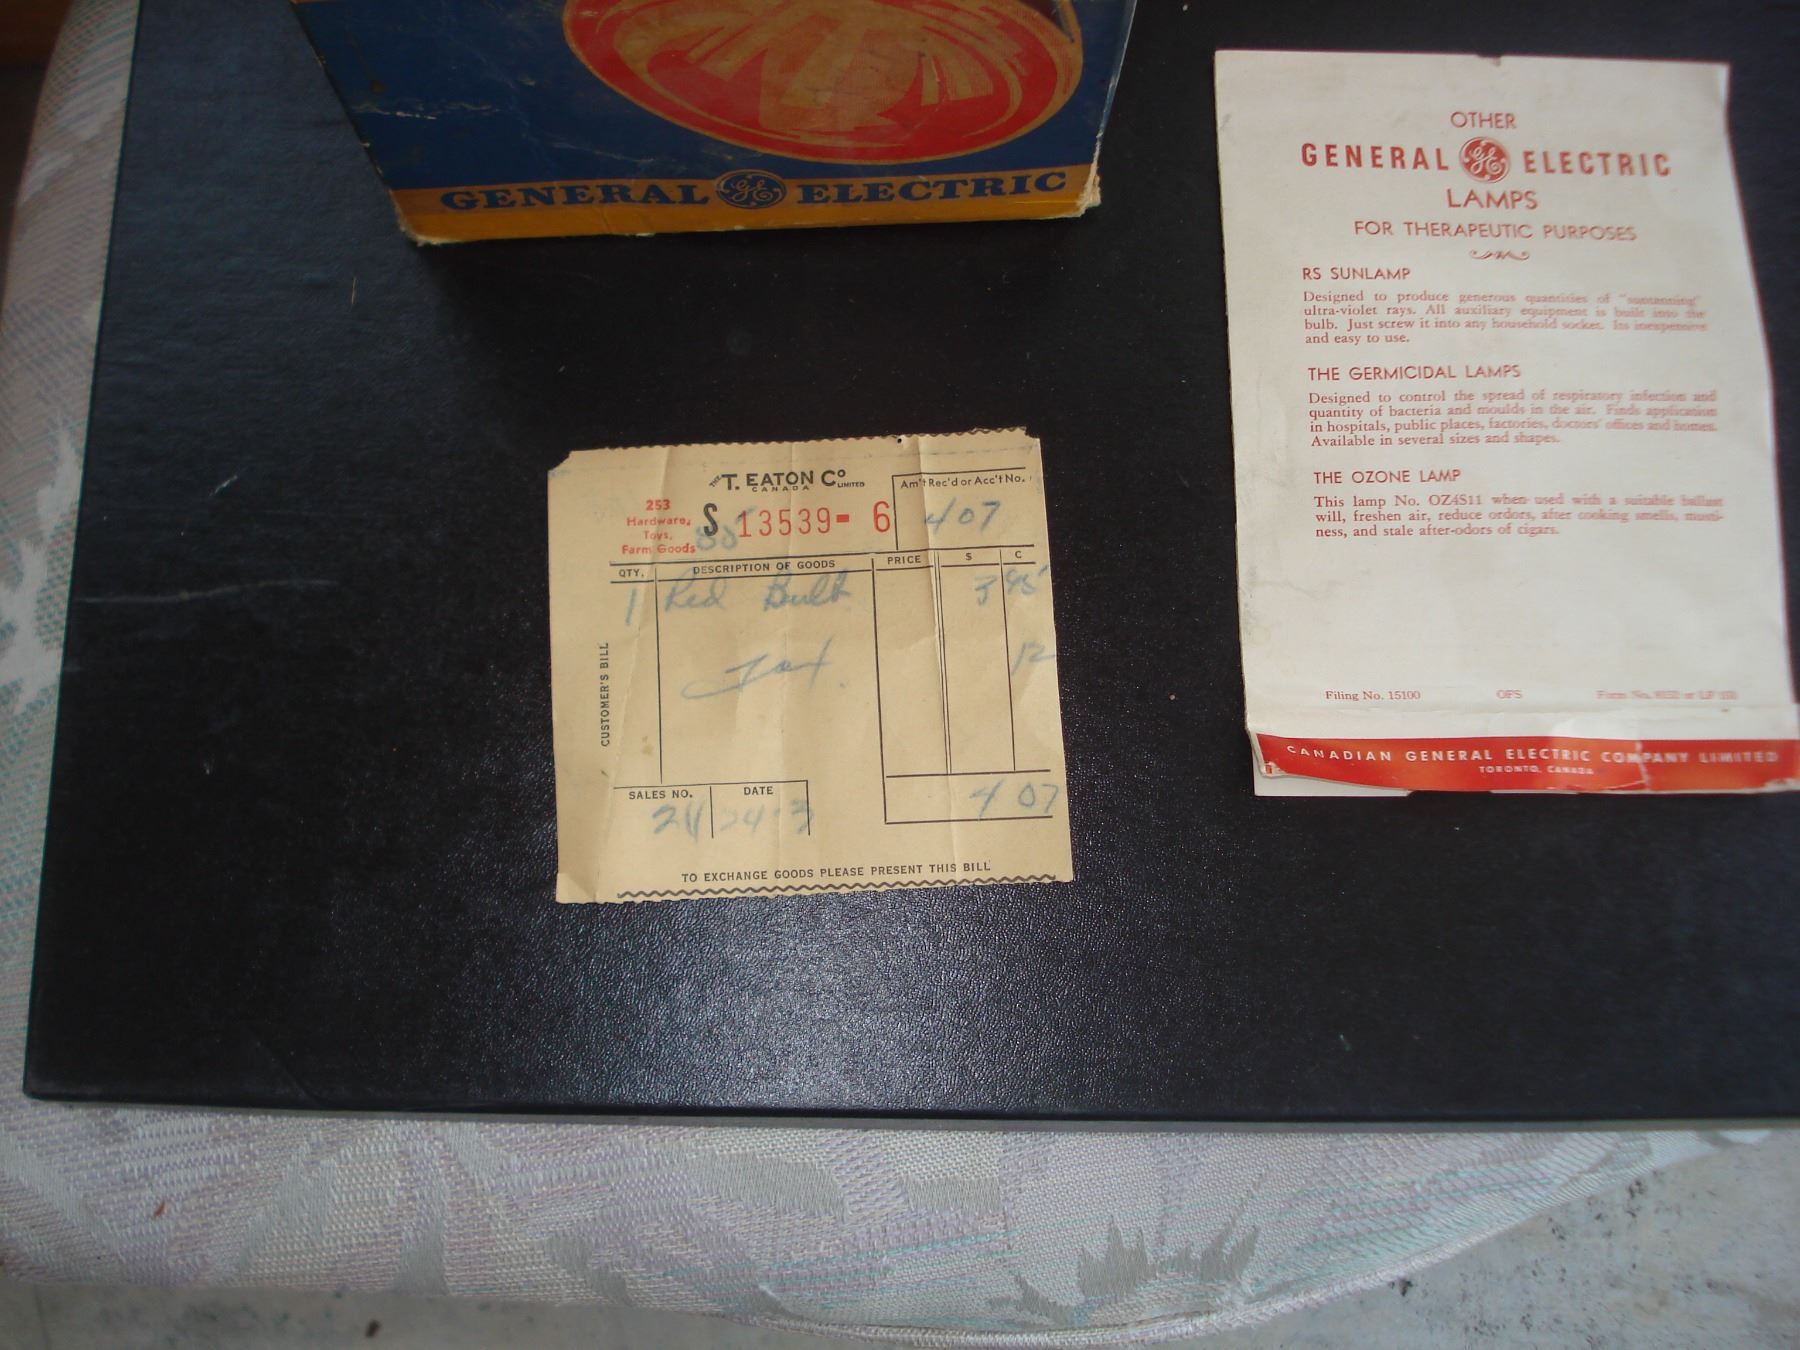 GENERAL GE ELECTRIC
THE T. EATON Co LIMITED
CANADA
253
Hardware,
Toys,
Farm Goods
S 13539-6
Am't Rec'd or Acc't No.
4 07
QTY. DESCRIPTION OF GOODS PRICE $ C
1 Red Bulb 3 95
Tax. 12
CUSTOMER'S BILL
SALES NO. DATE
24-3
4 07
TO EXCHANGE GOODS PLEASE PRESENT THIS BILL
OTHER
GENERAL GE ELECTRIC
LAMPS
FOR THERAPEUTIC PURPOSES
RS SUNLAMP
Designed to produce generous quantities of "suntanning"
ultra-violet rays. All auxiliary equipment is built into the
bulb. Just screw it into any household socket. Its inexpensive
and easy to use.
THE GERMICIDAL LAMPS
Designed to control the spread of respiratory infection and
quantity of bacteria and moulds in the air. Finds application
in hospitals, public places, factories, doctors' offices and homes.
Available in several sizes and shapes.
THE OZONE LAMP
This lamp No. OZ4S11 when used with a suitable ballast
will, freshen air, reduce ordors, after cooking smells, musti-
ness, and stale after-odors of cigars.
Filing No. 15100 OPS Form No.
CANADIAN GENERAL ELECTRIC COMPANY LIMITED
TORONTO, CANADA